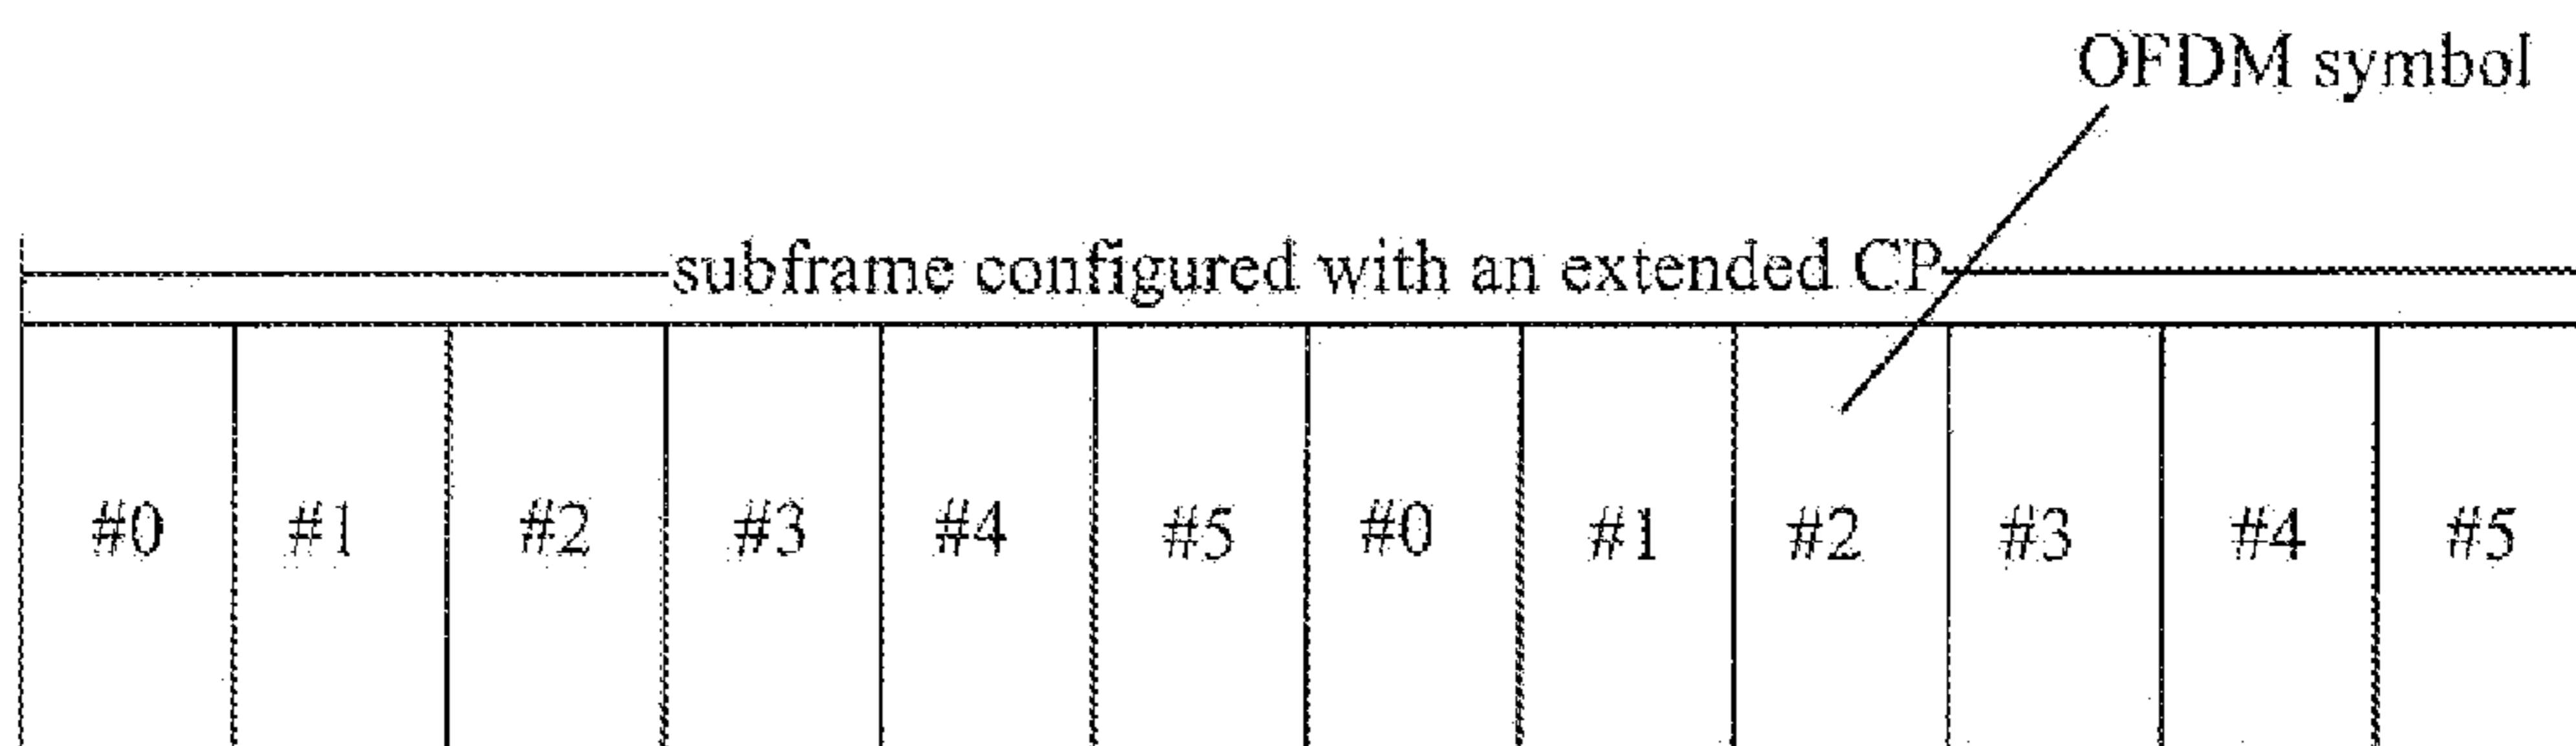 OFDM symbol
subframe configured with an extended CP
#0 #1 #2 #3 #4 #5 #0 #1 #2 #3 #4 #5